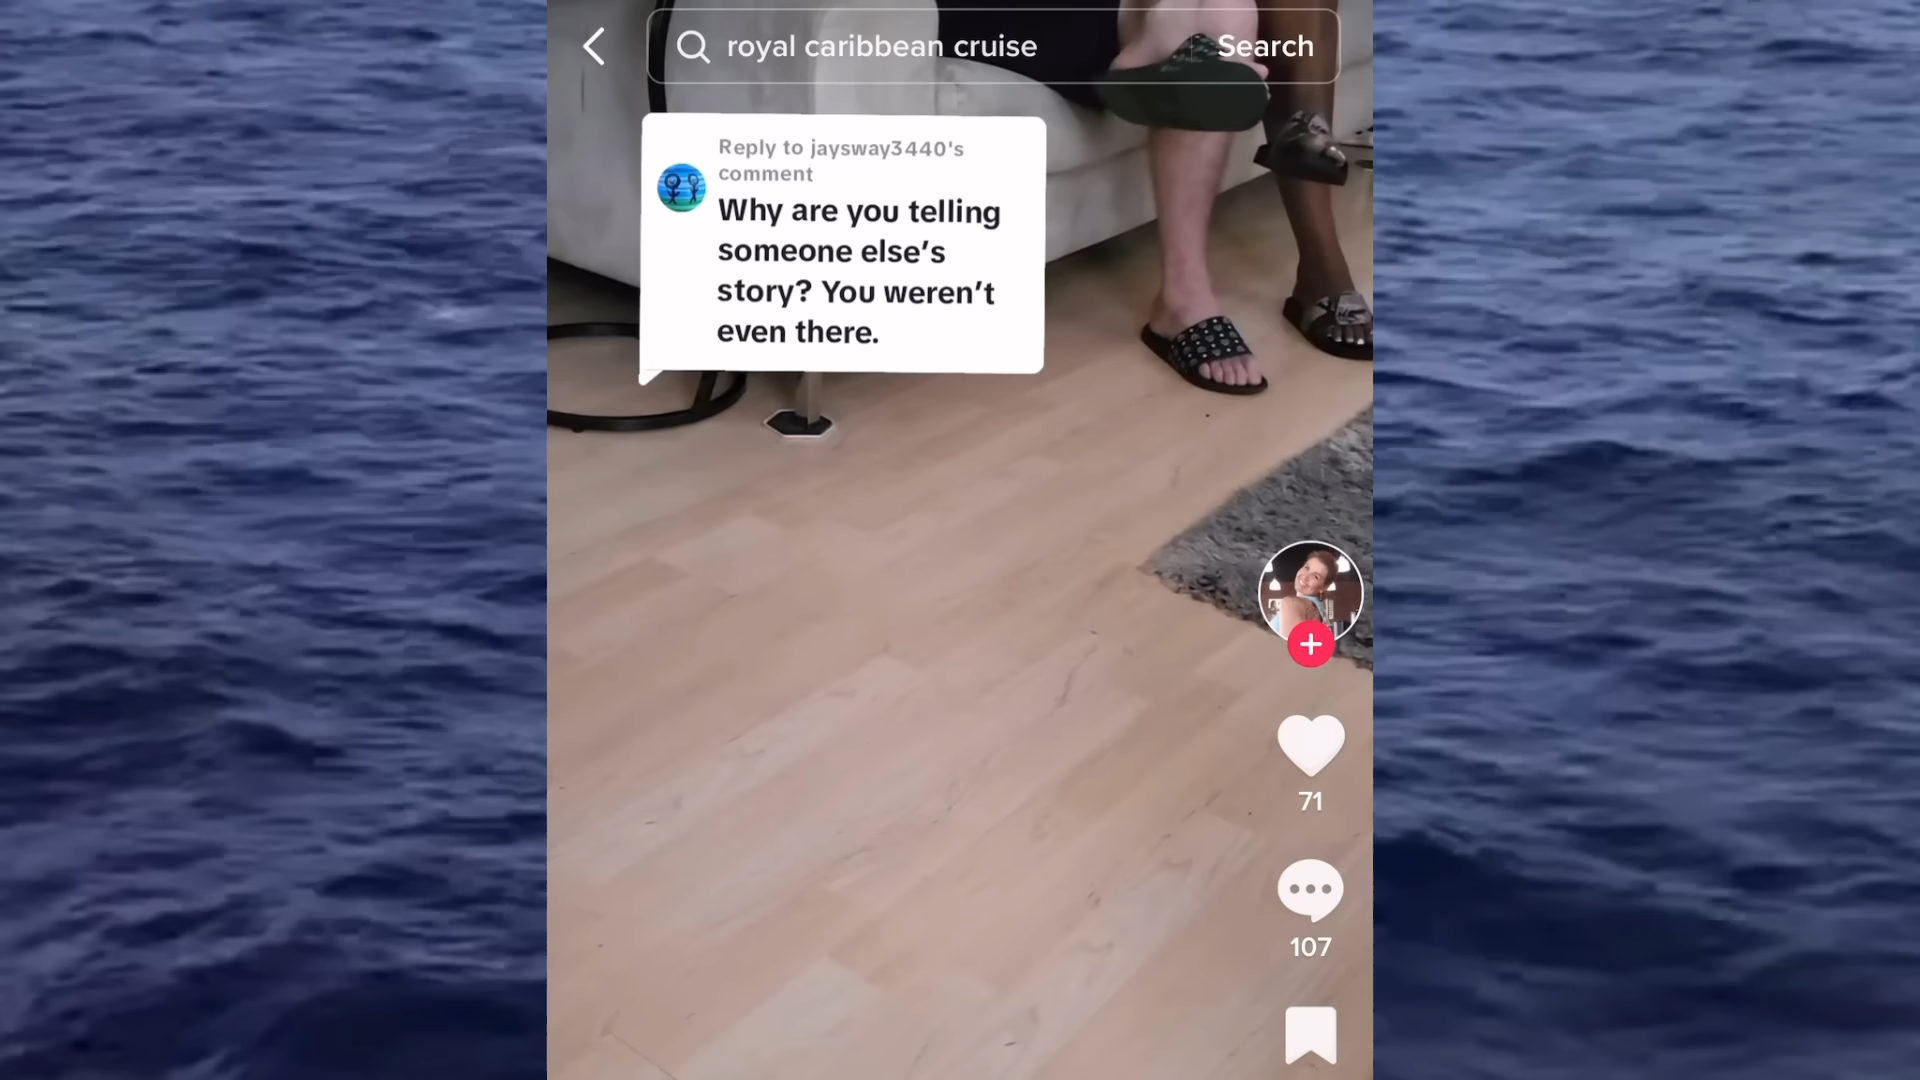 royal caribbean cruise
Search
Reply to jaysway3440's
comment
Why are you telling
someone else’s
story? You weren’t
even there.
71
107